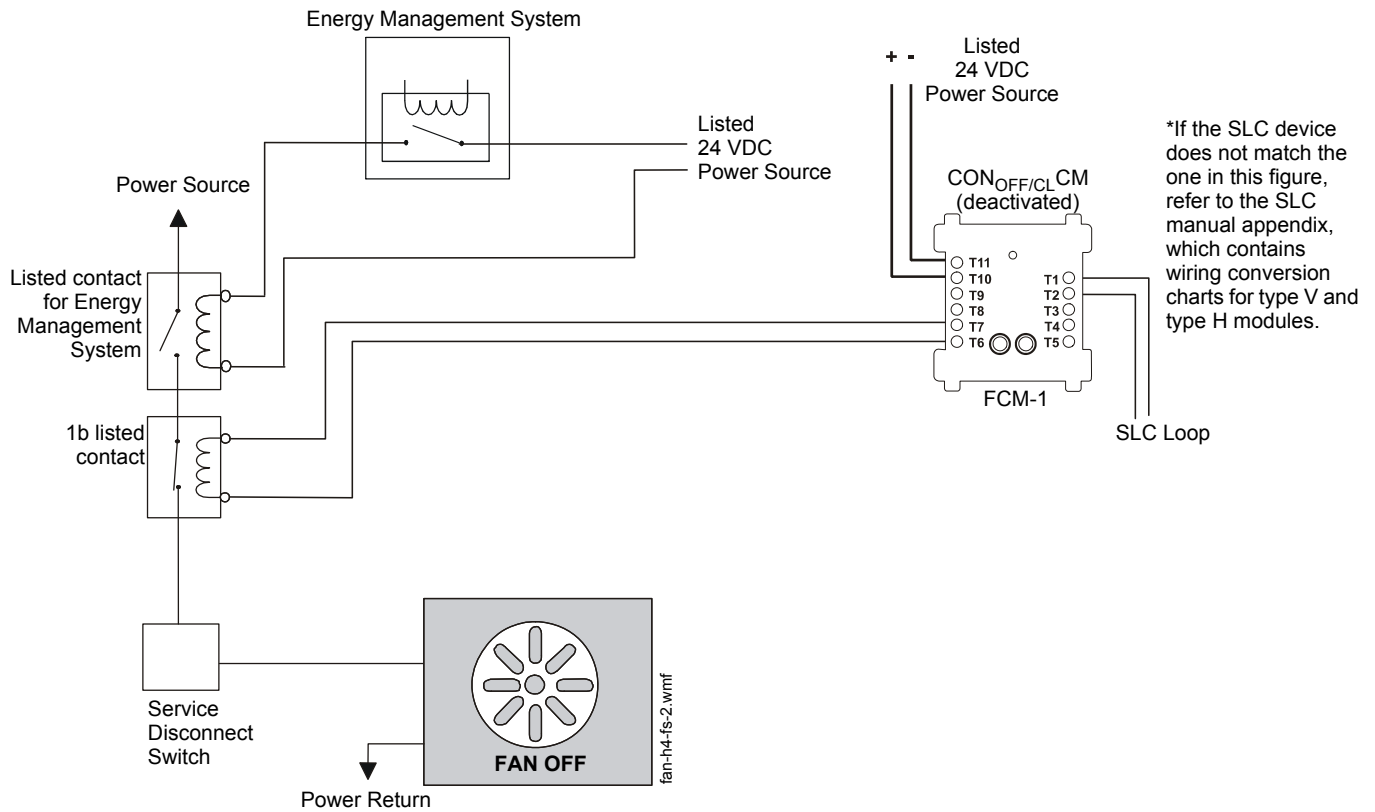 Energy Management System
+ -
Listed
24 VDC
Power Source
Listed
24 VDC
Power Source
*If the SLC device
does not match the
one in this figure,
refer to the SLC
manual appendix,
which contains
wiring conversion
charts for type V and
type H modules.
Power Source
CONOFF/CLCM
(deactivated)
Listed contact
for Energy
Management
System
T11
T10
T9
T8
T7
T6
T1
T2
T3
T4
T5
FCM-1
SLC Loop
1b listed
contact
Service
Disconnect
Switch
FAN OFF
fan-h4-fs-2.wmf
Power Return